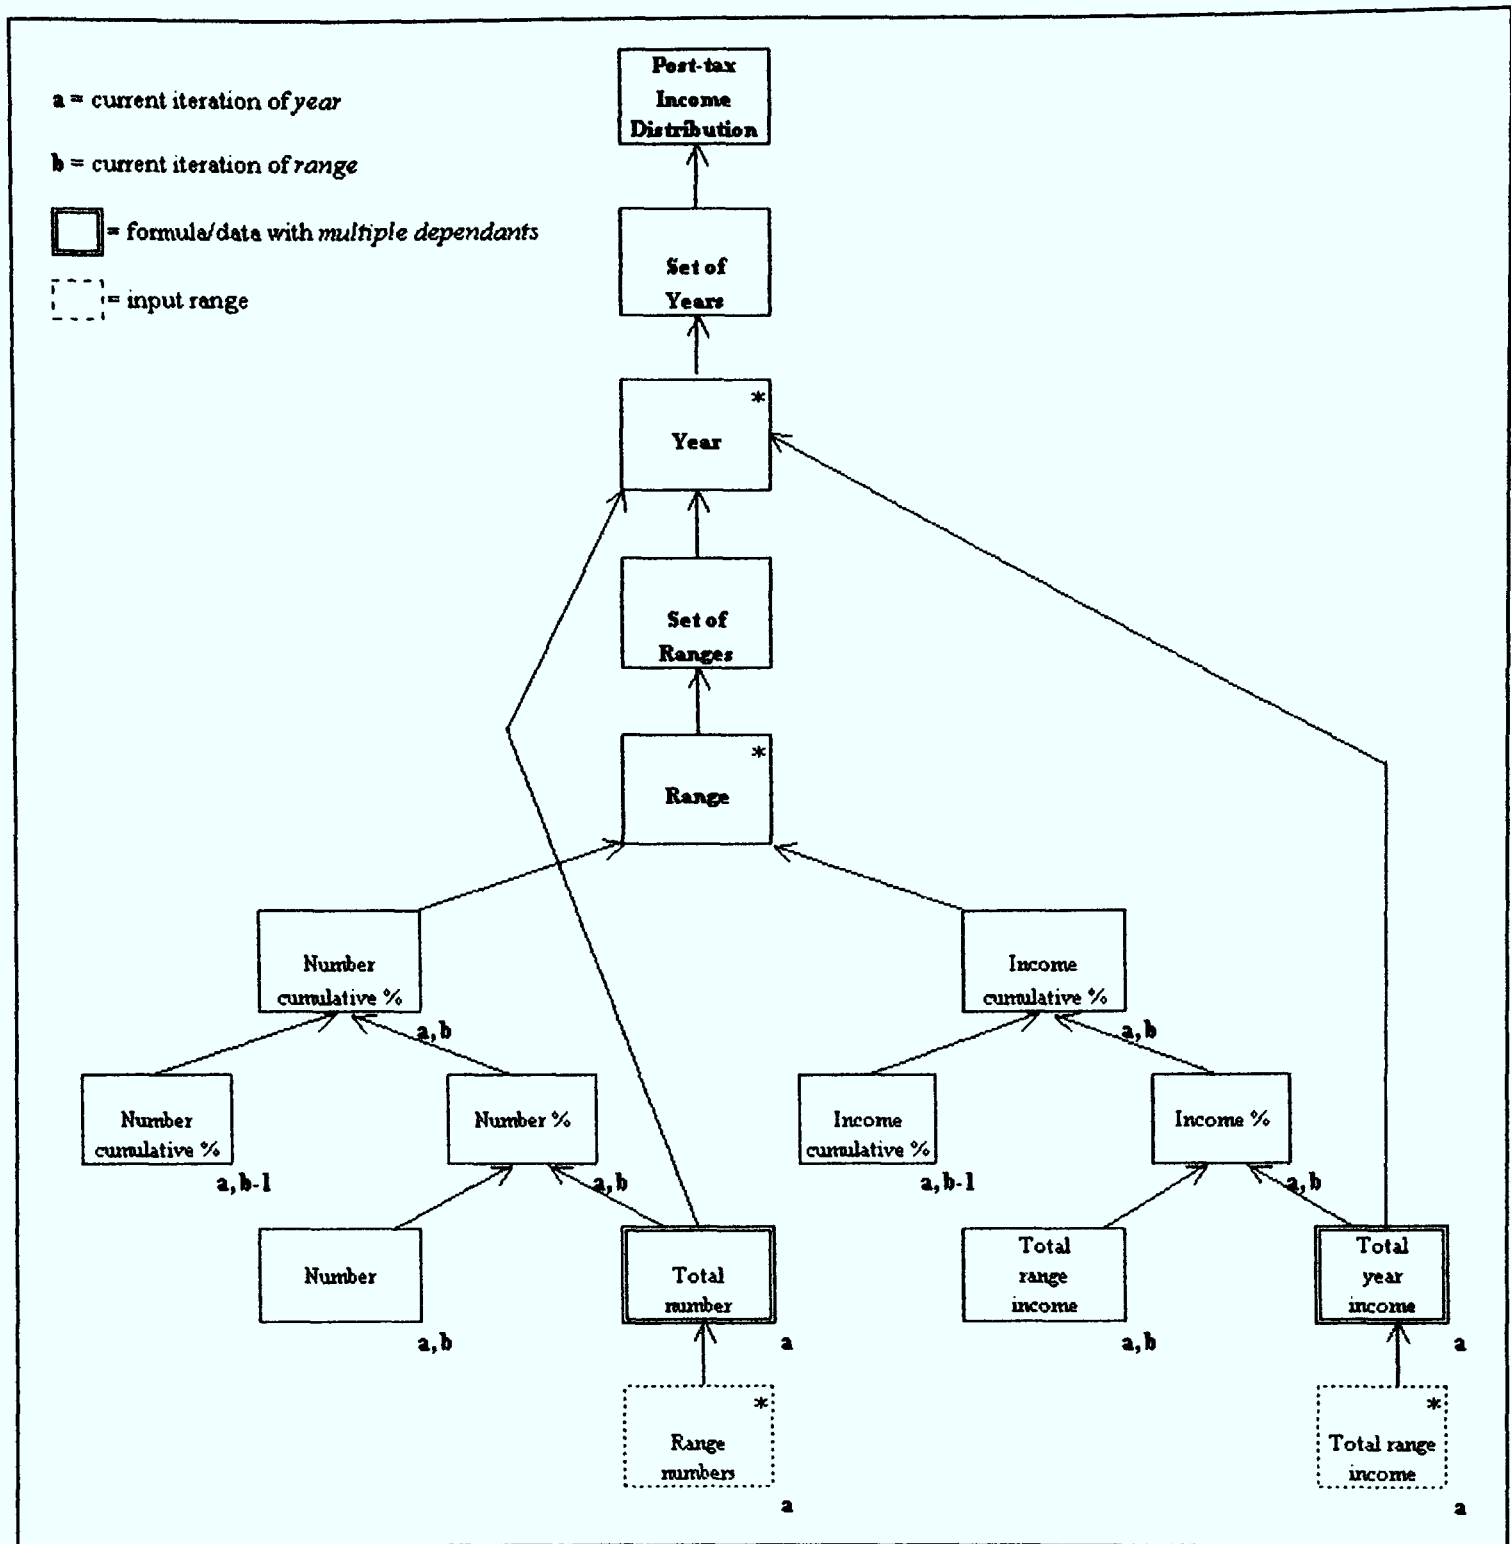 a = current iteration of year
b = current iteration of range
= formula/data with multiple dependants
= input range
Post-tax
Income
Distribution
Set of
Years
*
Year
Set of
Ranges
*
Range
Number
cumulative %
a, b
Income
cumulative %
a, b
Number
cumulative %
a, b-1
Number %
a, b
Income
cumulative %
a, b-1
Income %
a, b
Number
a, b
Total
number
a
Total
range
income
a, b
Total
year
income
a
*
Range
numbers
a
*
Total range
income
a